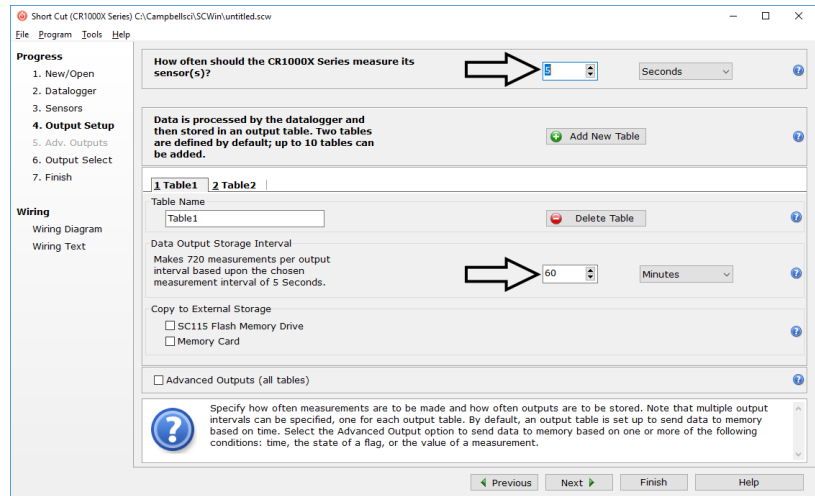 Short Cut (CR1000X Series) C:\Campbellsci\SCWin\untitled.scw
File Program Tools Help
Progress
1. New/Open
2. Datalogger
3. Sensors
4. Output Setup
5. Adv. Outputs
6. Output Select
7. Finish
Wiring
Wiring Diagram
Wiring Text
How often should the CR1000X Series measure its
sensor(s)?
5
Seconds
Data is processed by the datalogger and
then stored in an output table. Two tables
are defined by default; up to 10 tables can
be added.
Add New Table
1 Table1 2 Table2
Table Name
Table1
Delete Table
Data Output Storage Interval
Makes 720 measurements per output
interval based upon the chosen
measurement interval of 5 Seconds.
60
Minutes
Copy to External Storage
SC115 Flash Memory Drive
Memory Card
Advanced Outputs (all tables)
Specify how often measurements are to be made and how often outputs are to be stored. Note that multiple output
intervals can be specified, one for each output table. By default, an output table is set up to send data to memory
based on time. Select the Advanced Output option to send data to memory based on one or more of the following
conditions: time, the state of a flag, or the value of a measurement.
Previous Next Finish Help